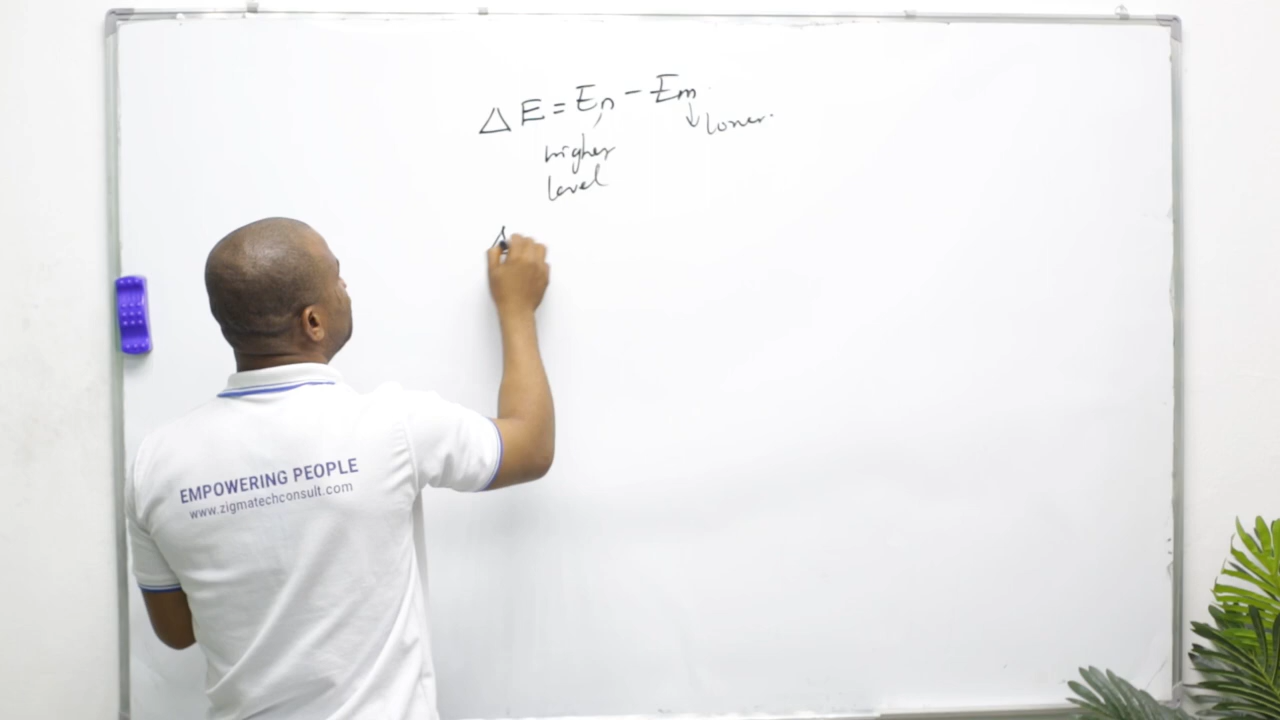 △E = En - Em
lower.
higher
level
EMPOWERING PEOPLE
www.zigmatechconsult.com